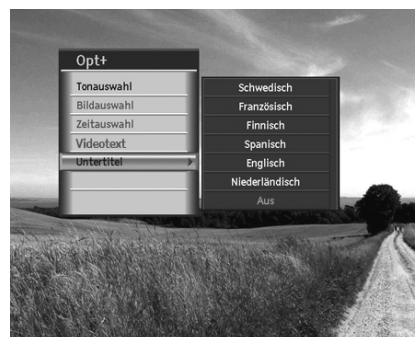 Opt+
Tonauswahl
Bildauswahl
Zeitauswahl
Videotext
Untertitel
Schwedisch
Französisch
Finnisch
Spanisch
Englisch
Niederländisch
Aus